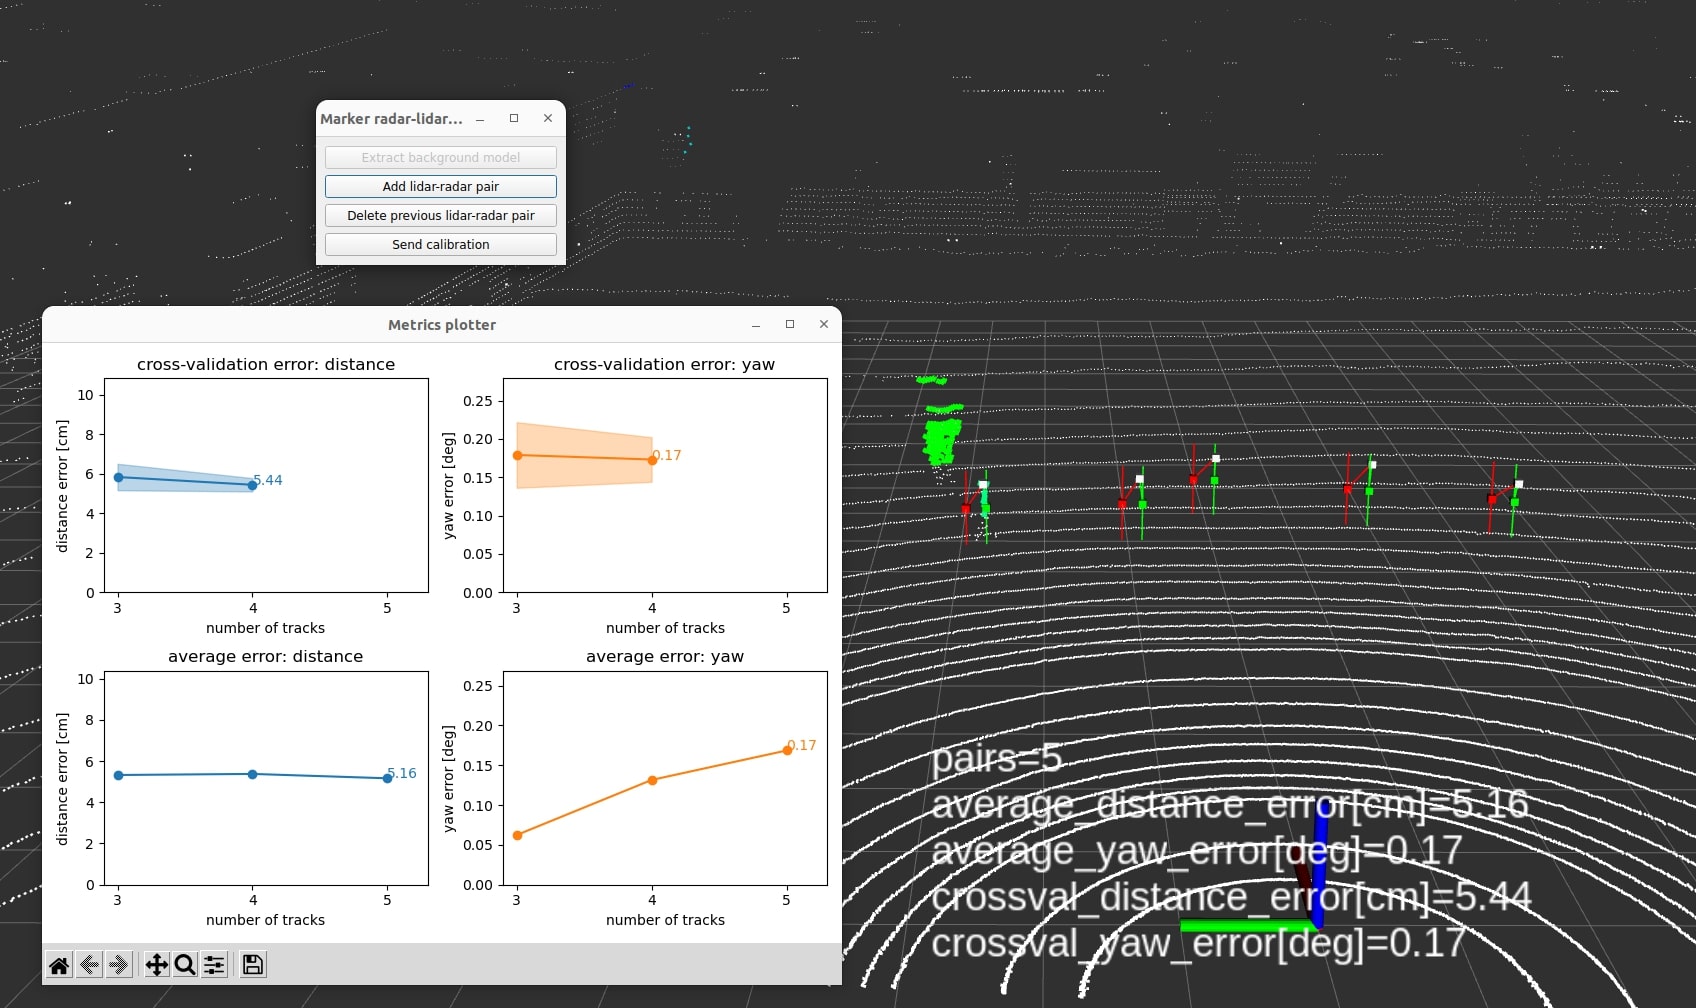 Marker radar-lidar...
Extract background model
Add lidar-radar pair
Delete previous lidar-radar pair
Send calibration
Metrics plotter
cross-validation error: distance
distance error [cm]
10
8
6
4
2
0
5.44
3 4 5
number of tracks
cross-validation error: yaw
yaw error [deg]
0.25
0.20
0.15
0.10
0.05
0.00
0.17
3 4 5
number of tracks
average error: distance
distance error [cm]
10
8
6
4
2
0
5.16
3 4 5
number of tracks
average error: yaw
yaw error [deg]
0.25
0.20
0.15
0.10
0.05
0.00
0.17
3 4 5
number of tracks
pairs=5
average_distance_error[cm]=5.16
average_yaw_error[deg]=0.17
crossval_distance_error[cm]=5.44
crossval_yaw_error[deg]=0.17